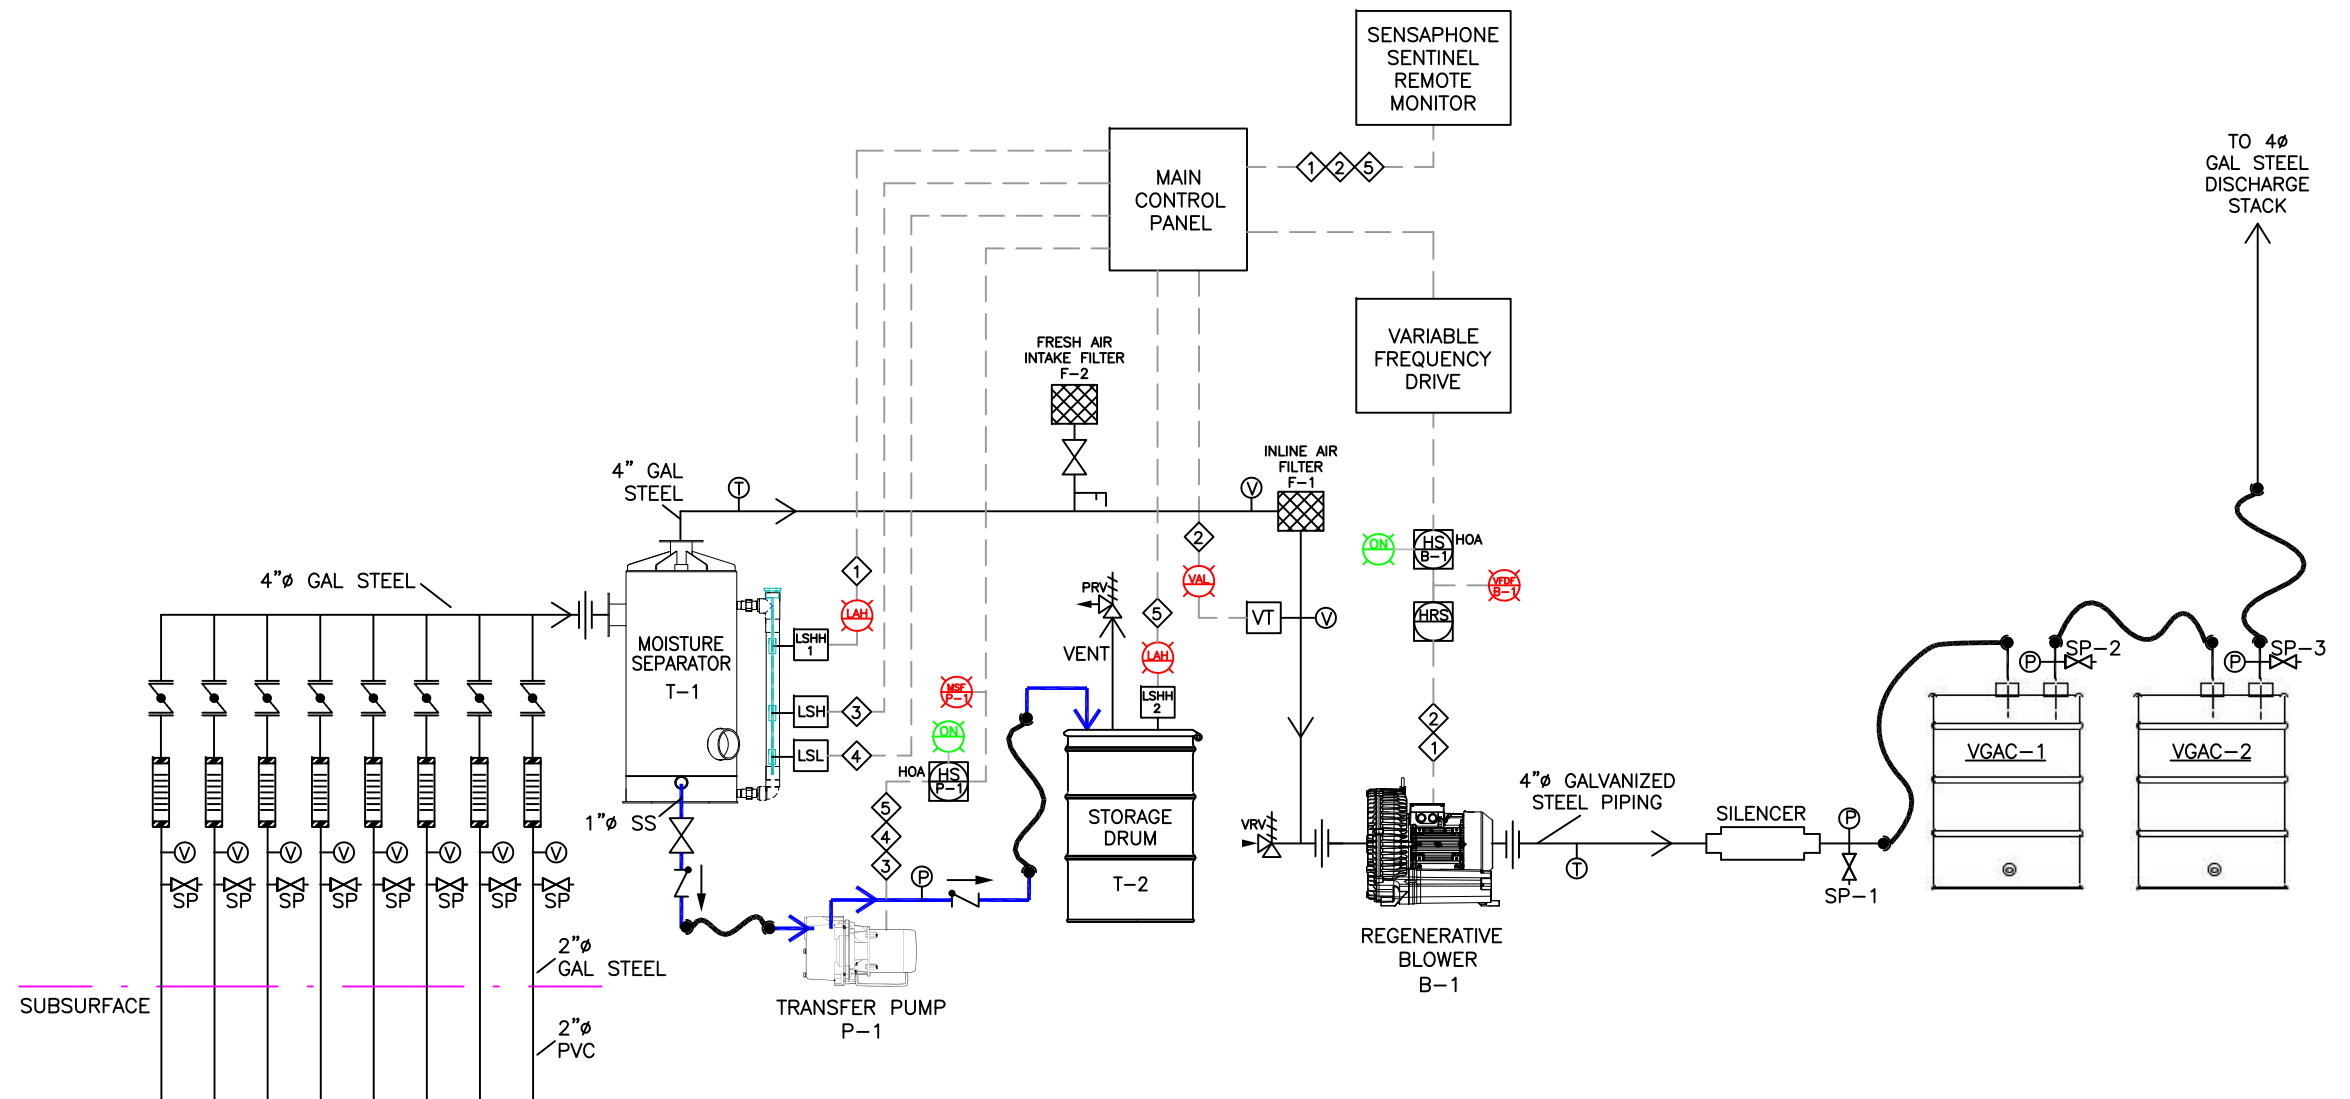 SENSAPHONE
SENTINEL
REMOTE
MONITOR
TO 4ø
GAL STEEL
DISCHARGE
STACK
MAIN
CONTROL
PANEL
1
2
5
VARIABLE
FREQUENCY
DRIVE
FRESH AIR
INTAKE FILTER
F-2
INLINE AIR
FILTER
F-1
4" GAL
STEEL
T
V
2
HS
B-1
HOA
ON
VAL
VFDF
B-1
HRS
4"ø GAL STEEL
1
LAH
PRV
5
VT
V
MOISTURE
SEPARATOR
T-1
LSHH
1
VENT
LAH
SP-2
SP-3
P
P
MSF
P-1
LSHH
2
LSH
3
ON
2
1
LSL
4
HOA
HS
P-1
VGAC-1
VGAC-2
4"ø GALVANIZED
STEEL PIPING
1"ø SS
5
4
3
STORAGE
DRUM
T-2
VRV
SILENCER
P
T
SP-1
V
V
V
V
V
V
V
V
SP
SP
SP
SP
SP
SP
SP
SP
P
2"ø
GAL STEEL
REGENERATIVE
BLOWER
B-1
SUBSURFACE
TRANSFER PUMP
P-1
2"ø
PVC